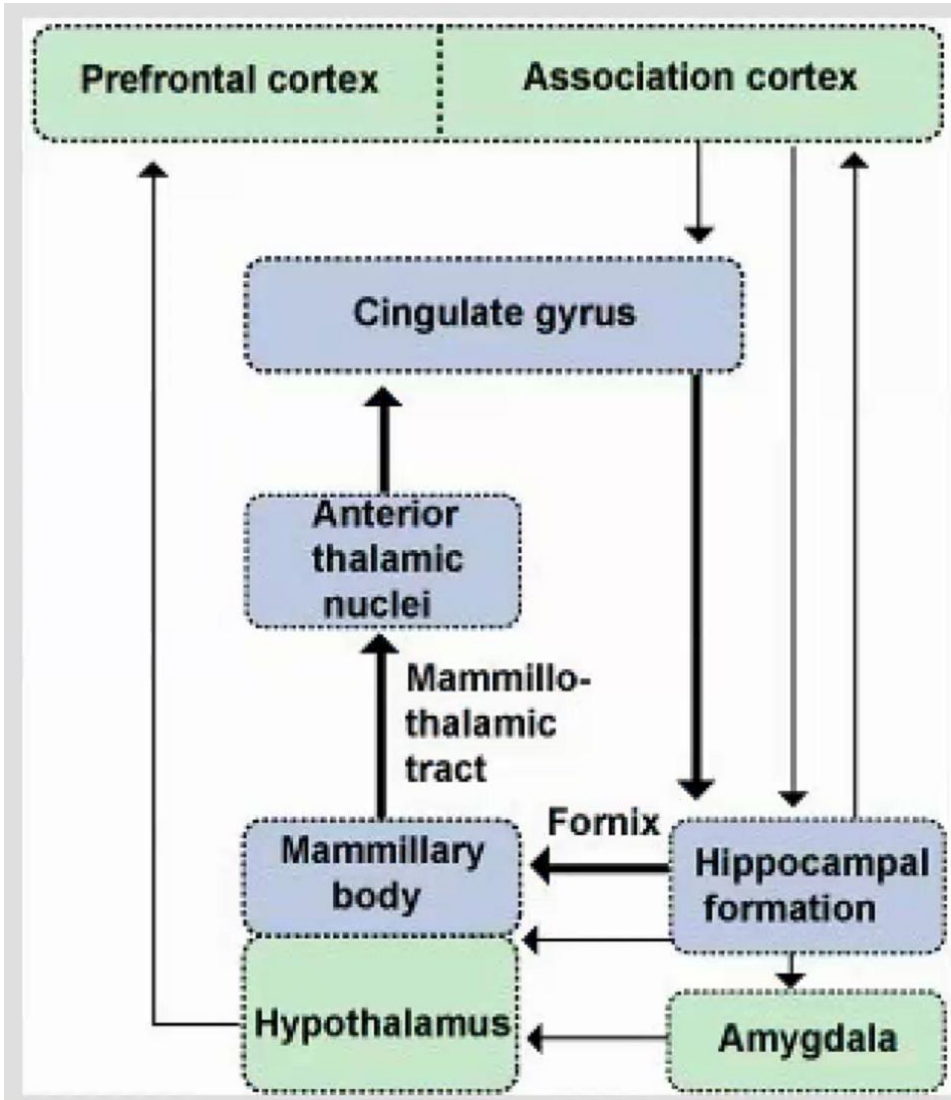 Prefrontal cortex
Association cortex
Cingulate gyrus
Anterior
thalamic
nuclei
Mammillo-
thalamic
tract
Fornix
Mammillary
body
Hippocampal
formation
Hypothalamus
Amygdala